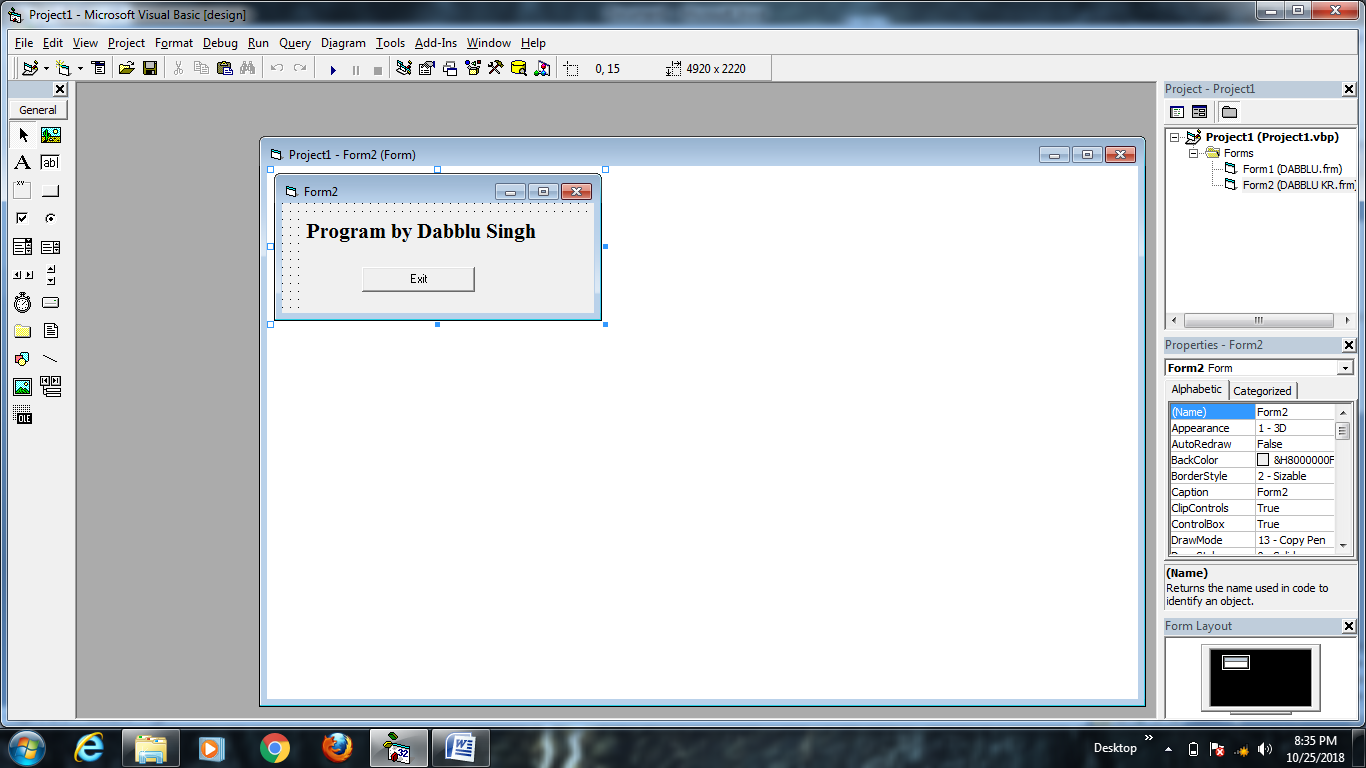 Project1 - Microsoft Visual Basic [design]
File Edit View Project Format Debug Run Query Diagram Tools Add-Ins Window Help
0, 15 4920 x 2220
General
A ab|
xy
OLE
Project1 - Form2 (Form)
Form2
Program by Dabblu Singh
Exit
Project - Project1
Project1 (Project1.vbp)
Forms
Form1 (DABBLU.frm)
Form2 (DABBLU KR.frm)
Properties - Form2
Form2 Form
Alphabetic Categorized
(Name) Form2
Appearance 1 - 3D
AutoRedraw False
BackColor &H8000000F
BorderStyle 2 - Sizable
Caption Form2
ClipControls True
ControlBox True
DrawMode 13 - Copy Pen
(Name)
Returns the name used in code to
identify an object.
Form Layout
32
W
Desktop »
8:35 PM
10/25/2018